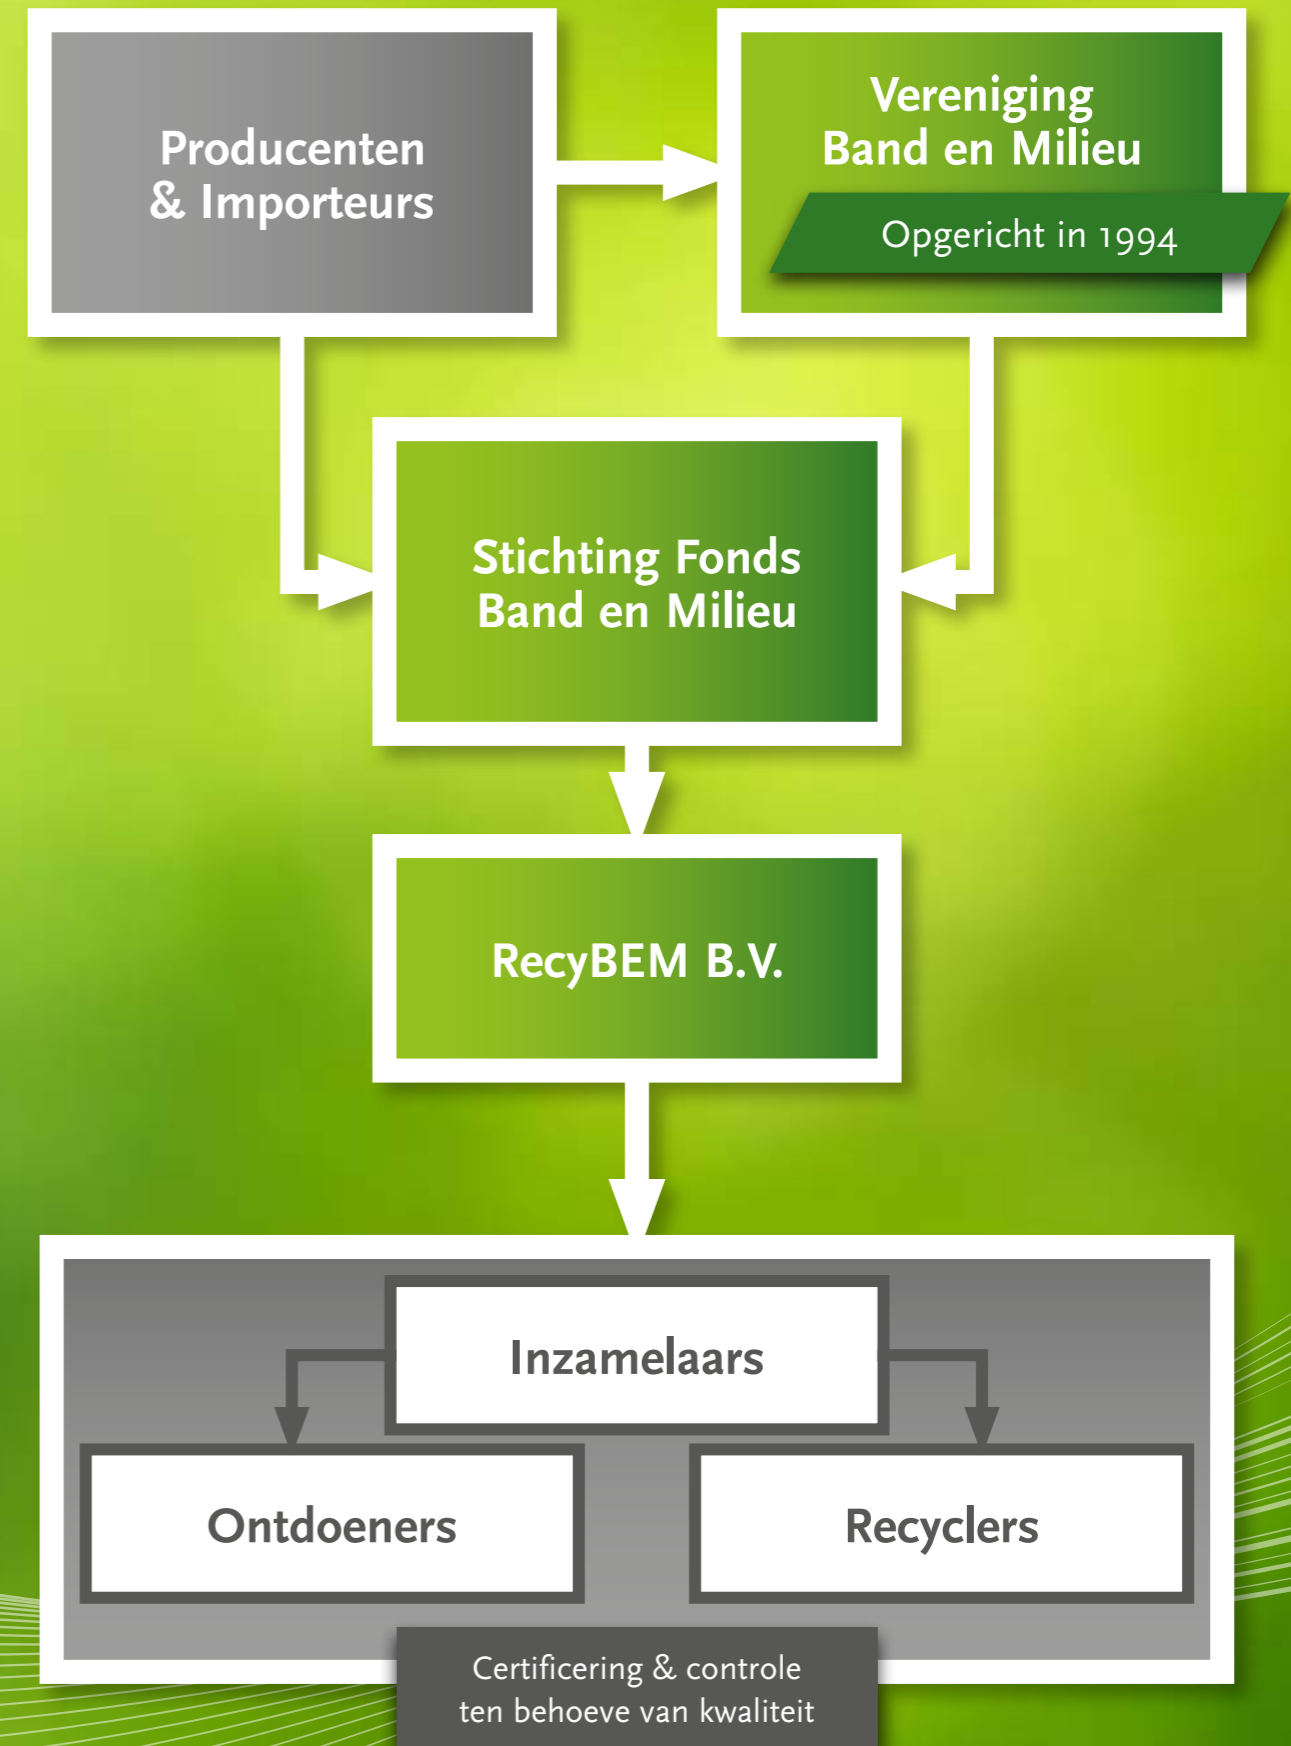 Producenten
& Importeurs
Vereniging
Band en Milieu
Opgericht in 1994
Stichting Fonds
Band en Milieu
RecyBEM B.V.
Inzamelaars
Ontdoeners
Recyclers
Certificering & controle
ten behoeve van kwaliteit